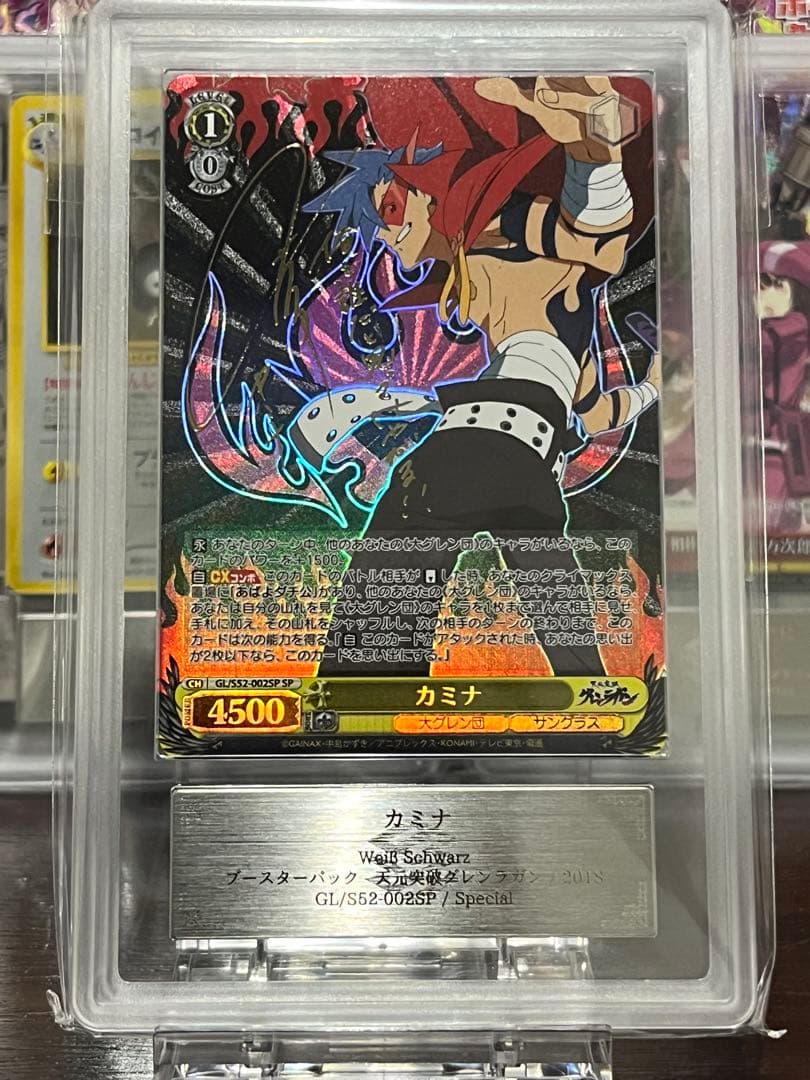 LEVEL
1
0
COST
永 あなたのターン中、他のあなたの《大グレン団》のキャラがいるなら、この
カードのパワーを+1500。
自 CXコンボ このカードのバトル相手が した時、あなたのクライマックス
置場に「あばよダチ公」があり、他のあなたの《大グレン団》のキャラがいるなら、
あなたは自分の山札を見て《大グレン団》のキャラを1枚まで選んで相手に見せ、
手札に加え、その山札をシャッフルし、次の相手のターンの終わりまで、この
カードは次の能力を得る。『自 このカードがアタックされた時、あなたの思い出
が2枚以下なら、このカードを思い出にする。』
CH GL/S52-002SP SP
カミナ
天元突破
グレンラガン
POWER
4500
大グレン団
サングラス
©GAINAX・中島かずき/アニプレックス・KONAMI・テレビ東京・電通
カミナ
Weiß Schwarz
ブースターパック 天元突破グレンラガン / 2018
GL/S52-002SP / Special